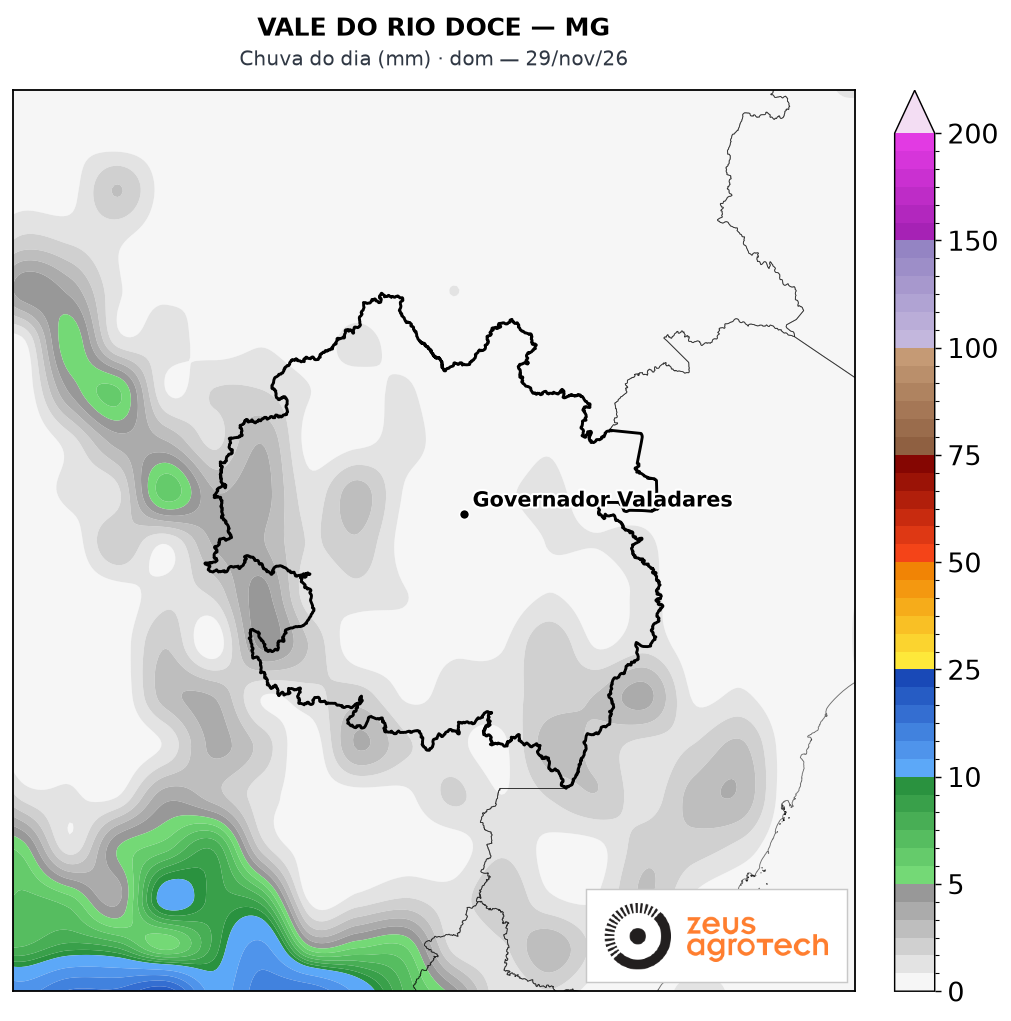 VALE DO RIO DOCE — MG
Chuva do dia (mm) · dom — 29/nov/26
200
150
100
75
50
25
10
5
0
Governador Valadares
zeus
agrotech